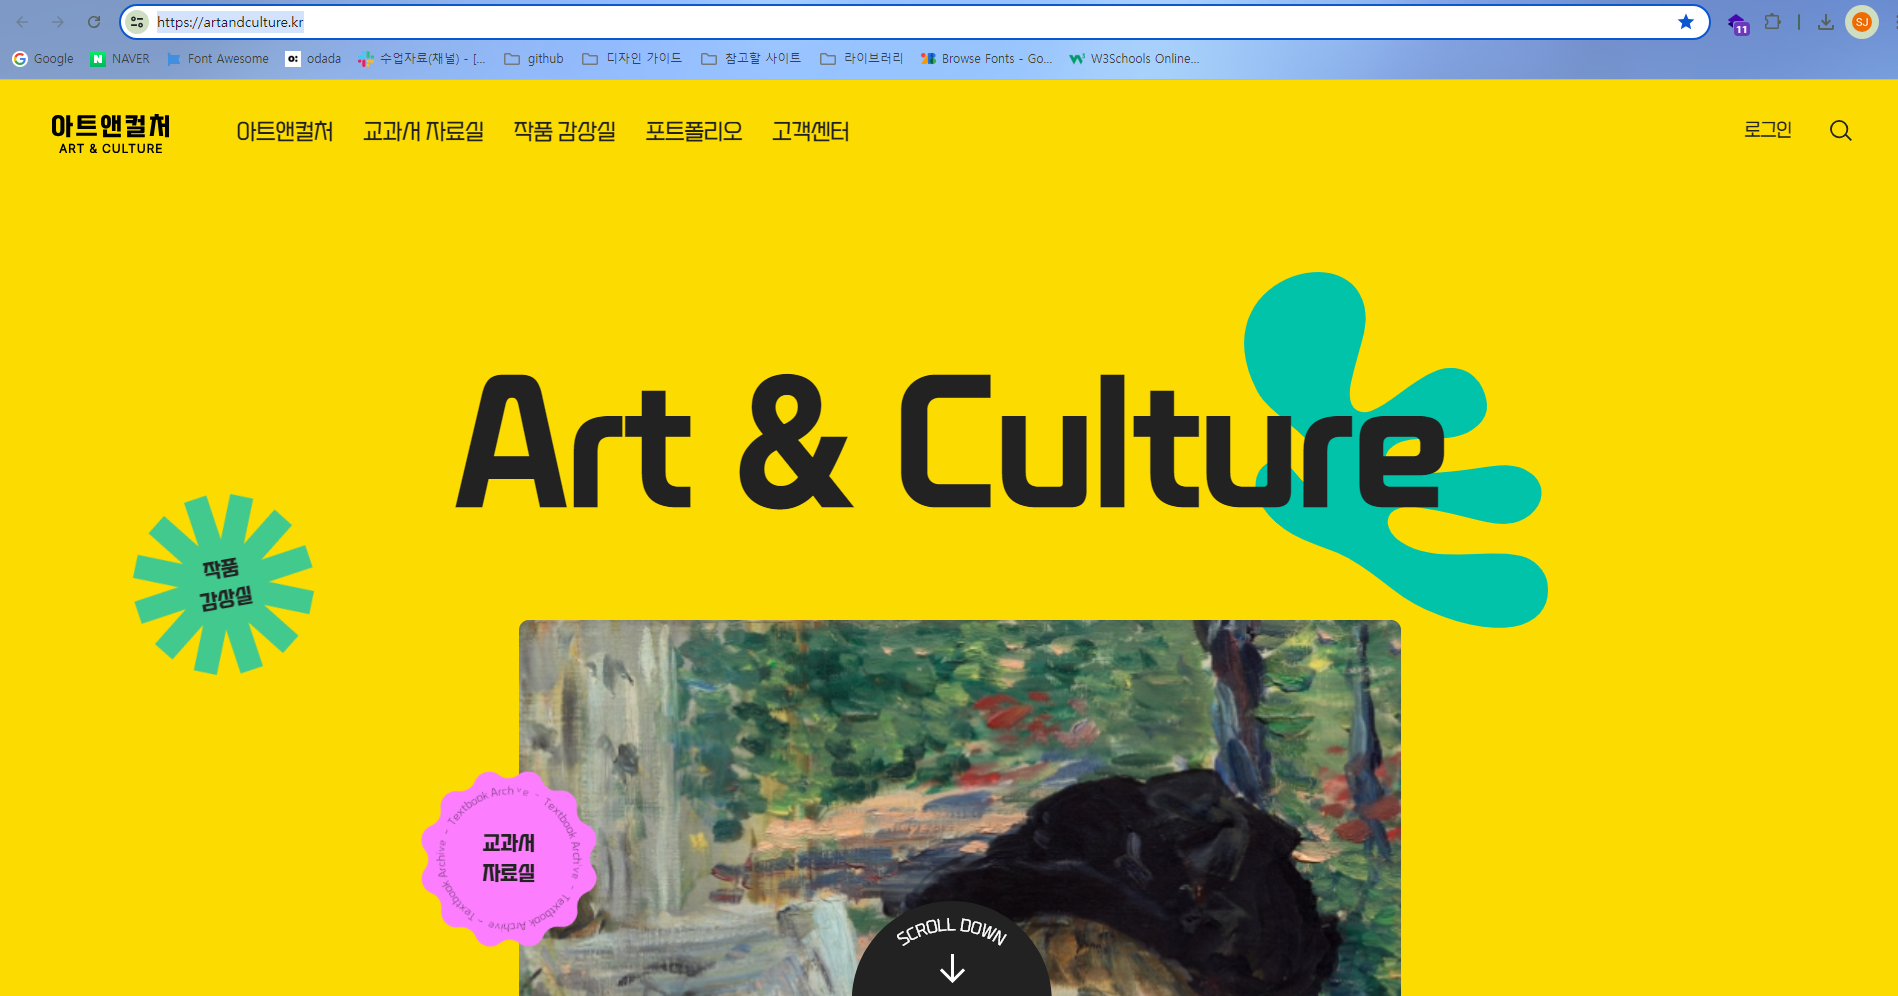 https://artandculture.kr
11
SJ
Google
NAVER
Font Awesome
odada
수업자료(채널) - [...
github
디자인 가이드
참고할 사이트
라이브러리
Browse Fonts - Go...
W3Schools Online...
아트앤컬처
ART & CULTURE
아트앤컬처
교과서 자료실
작품 감상실
포트폴리오
고객센터
로그인
Art & Culture
작품
감상실
Textbook Archive - Textbook Archive - Textbook Archive - Textbook Archive -
교과서
자료실
SCROLL DOWN